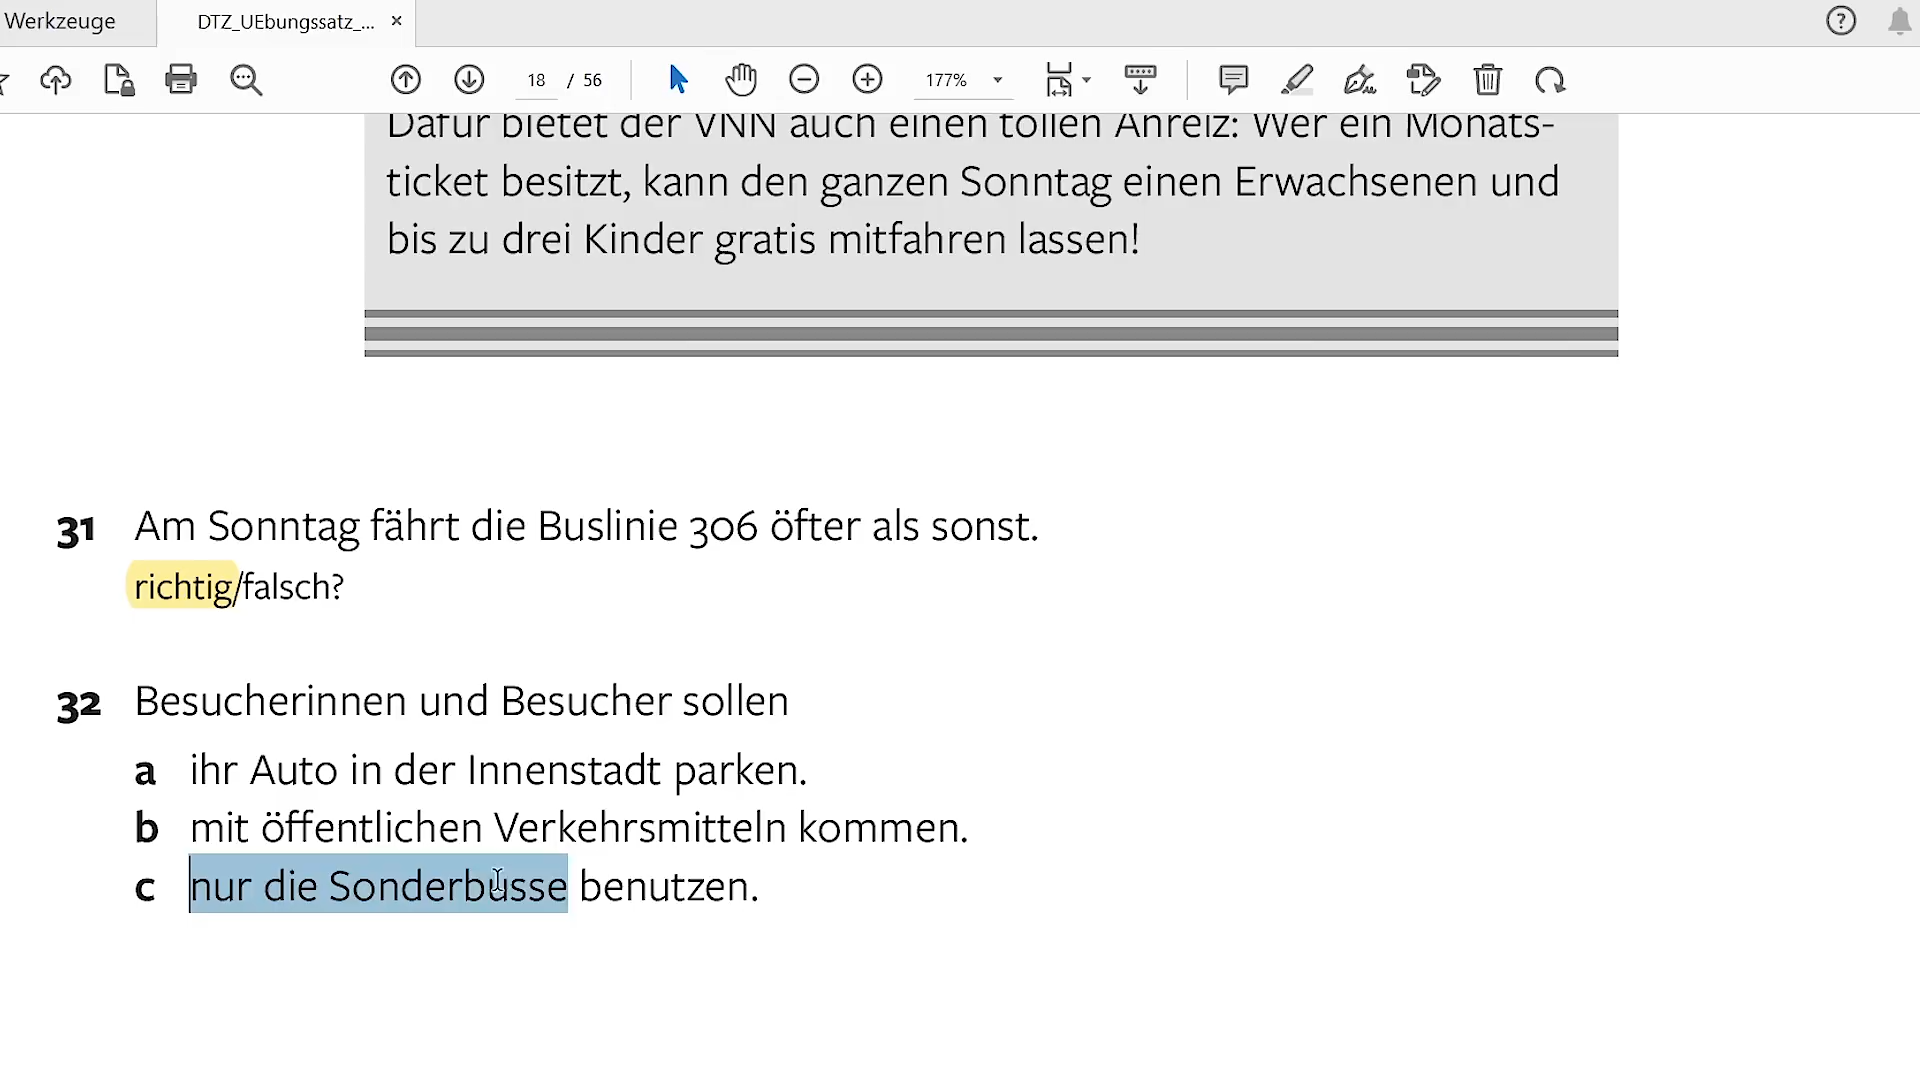 Werkzeuge
DTZ_UEbungssatz_... ×
18 / 56
177%
Dafür bietet der VNN auch einen tollen Anreiz: Wer ein Monats-
ticket besitzt, kann den ganzen Sonntag einen Erwachsenen und
bis zu drei Kinder gratis mitfahren lassen!
31 Am Sonntag fährt die Buslinie 306 öfter als sonst.
richtig/falsch?
32 Besucherinnen und Besucher sollen
a ihr Auto in der Innenstadt parken.
b mit öffentlichen Verkehrsmitteln kommen.
c nur die Sonderbusse benutzen.